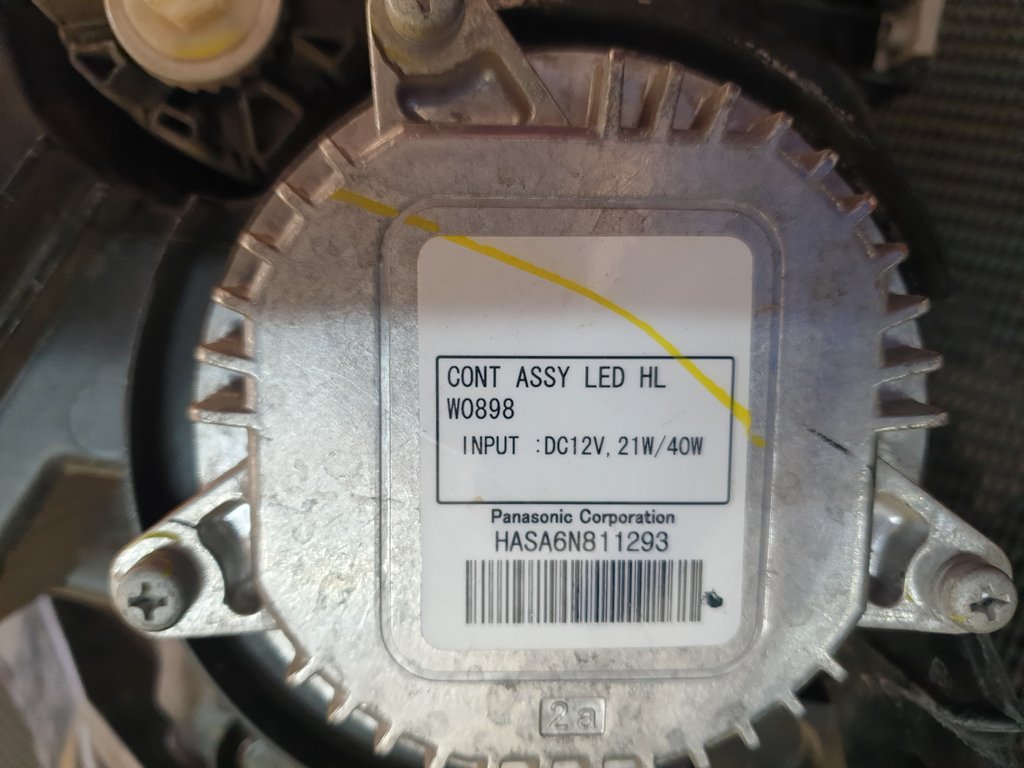 CONT ASSY LED HL
W0898
INPUT :DC12V, 21W/40W
Panasonic Corporation
HASA6N811293
2a